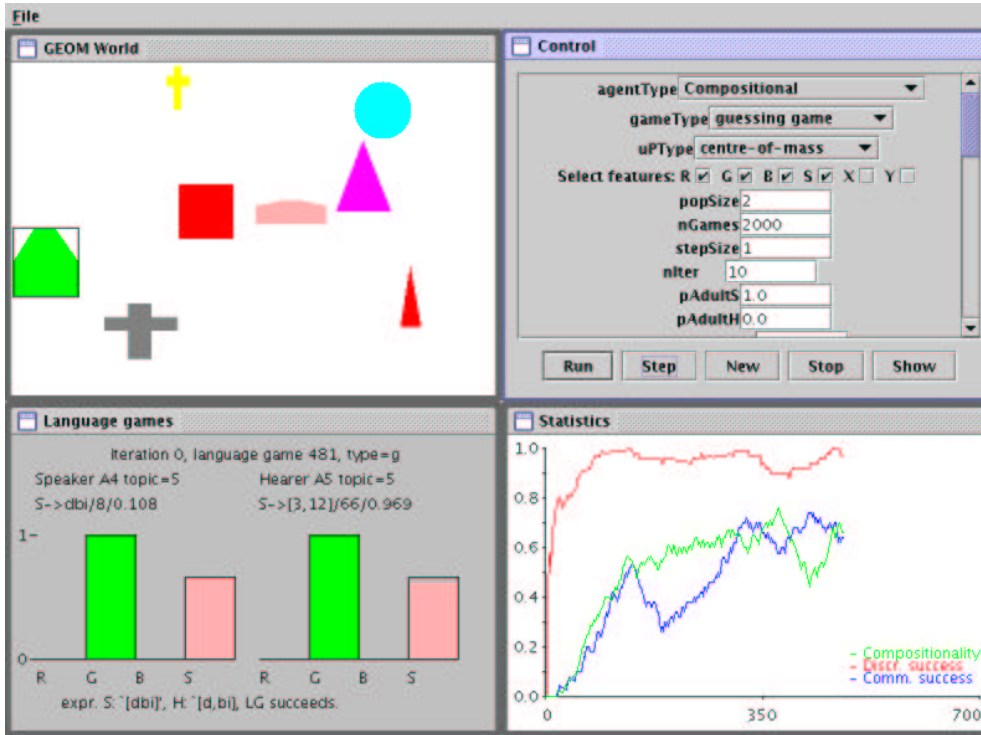 File
GEOM World
Control
agentType Compositional
gameType guessing game
uPType centre-of-mass
Select features: R G B S X Y
popSize 2
nGames 2000
stepSize 1
nIter 10
pAdultS 1.0
pAdultH 0.0
Run Step New Stop Show
Language games
Iteration 0, language game 481, type=g
Speaker A4 topic=5 Hearer A5 topic=5
S->dbi/8/0.108 S->[3,12]/66/0.969
1-
0-
R G B S R G B S
expr. S: `[dbi]', H: `[d,bi], LG succeeds.
Statistics
1.0
0.8
0.6
0.4
0.2
0.0
0 350 700
- Compositionality
- Discr. success
- Comm. success